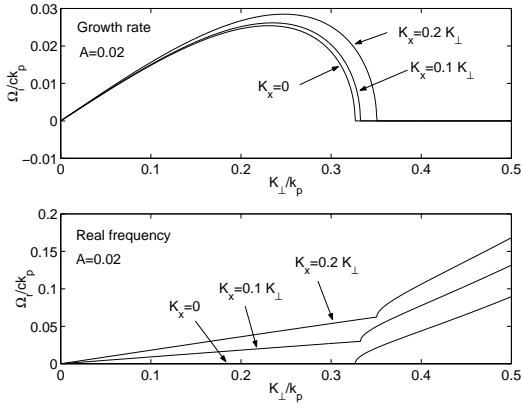 0.03
0.02
0.01
0
−0.01
Ω_i/ck_p
Growth rate
A=0.02
K_x=0.2 K_⊥
K_x=0.1 K_⊥
K_x=0
0 0.1 0.2 0.3 0.4 0.5
K_⊥/k_p
0.2
0.15
0.1
0.05
0
Ω_r/ck_p
Real frequency
A=0.02
K_x=0.2 K_⊥
K_x=0.1 K_⊥
K_x=0
0 0.1 0.2 0.3 0.4 0.5
K_⊥/k_p